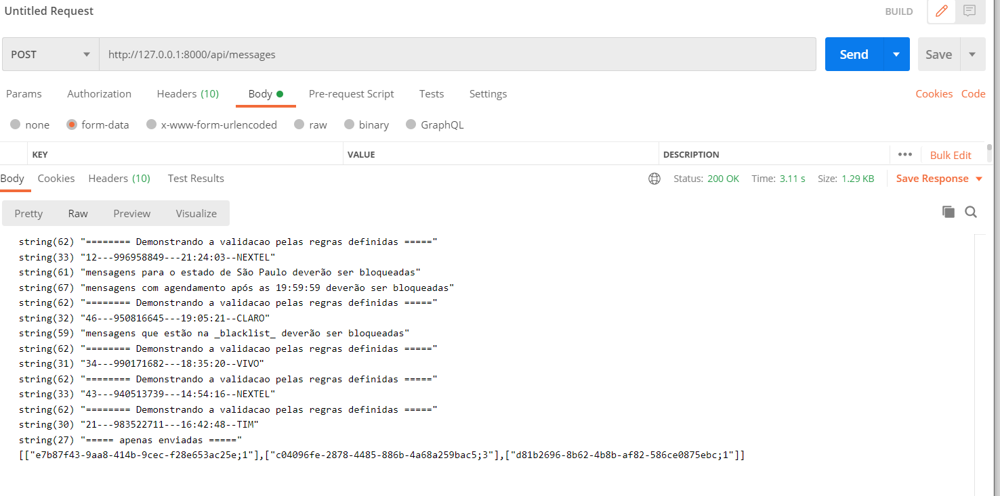 Untitled Request
BUILD
POST
http://127.0.0.1:8000/api/messages
Send
Save
Params Authorization Headers (10) Body Pre-request Script Tests Settings Cookies Code
none form-data x-www-form-urlencoded raw binary GraphQL
KEY VALUE DESCRIPTION ••• Bulk Edit
Body Cookies Headers (10) Test Results Status: 200 OK Time: 3.11 s Size: 1.29 KB Save Response
Pretty Raw Preview Visualize
string(62) "======== Demonstrando a validacao pelas regras definidas ====="
string(33) "12---996958849---21:24:03--NEXTEL"
string(61) "mensagens para o estado de São Paulo deverão ser bloqueadas"
string(67) "mensagens com agendamento após as 19:59:59 deverão ser bloqueadas"
string(62) "======== Demonstrando a validacao pelas regras definidas ====="
string(32) "46---950816645---19:05:21--CLARO"
string(59) "mensagens que estão na _blacklist_ deverão ser bloqueadas"
string(62) "======== Demonstrando a validacao pelas regras definidas ====="
string(31) "34---990171682---18:35:20--VIVO"
string(62) "======== Demonstrando a validacao pelas regras definidas ====="
string(33) "43---940513739---14:54:16--NEXTEL"
string(62) "======== Demonstrando a validacao pelas regras definidas ====="
string(30) "21---983522711---16:42:48--TIM"
string(27) "===== apenas enviadas ====="
[["e7b87f43-9aa8-414b-9cec-f28e653ac25e;1"],["c04096fe-2878-4485-886b-4a68a259bac5;3"],["d81b2696-8b62-4b8b-af82-586ce0875ebc;1"]]